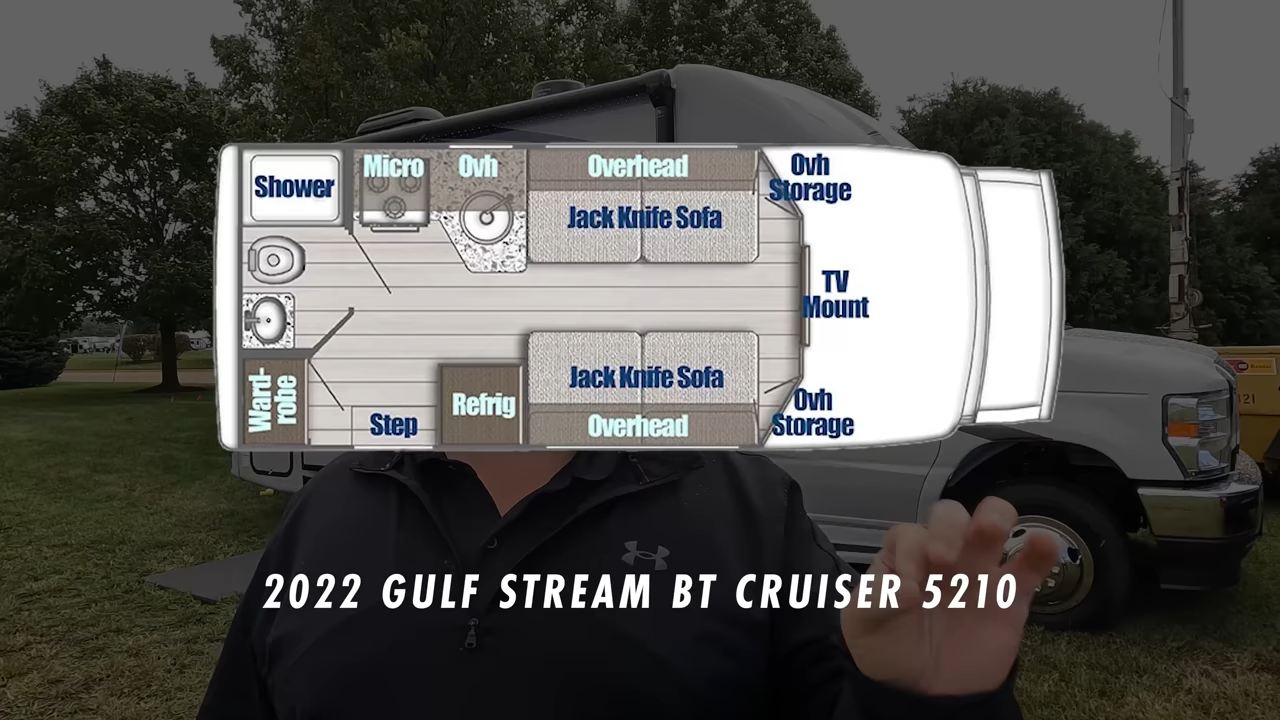 Shower
Micro
Ovh
Overhead
Ovh
Storage
Jack Knife Sofa
TV
Mount
Jack Knife Sofa
Ward-
robe
Refrig
Step
Overhead
Ovh
Storage
2022 GULF STREAM BT CRUISER 5210